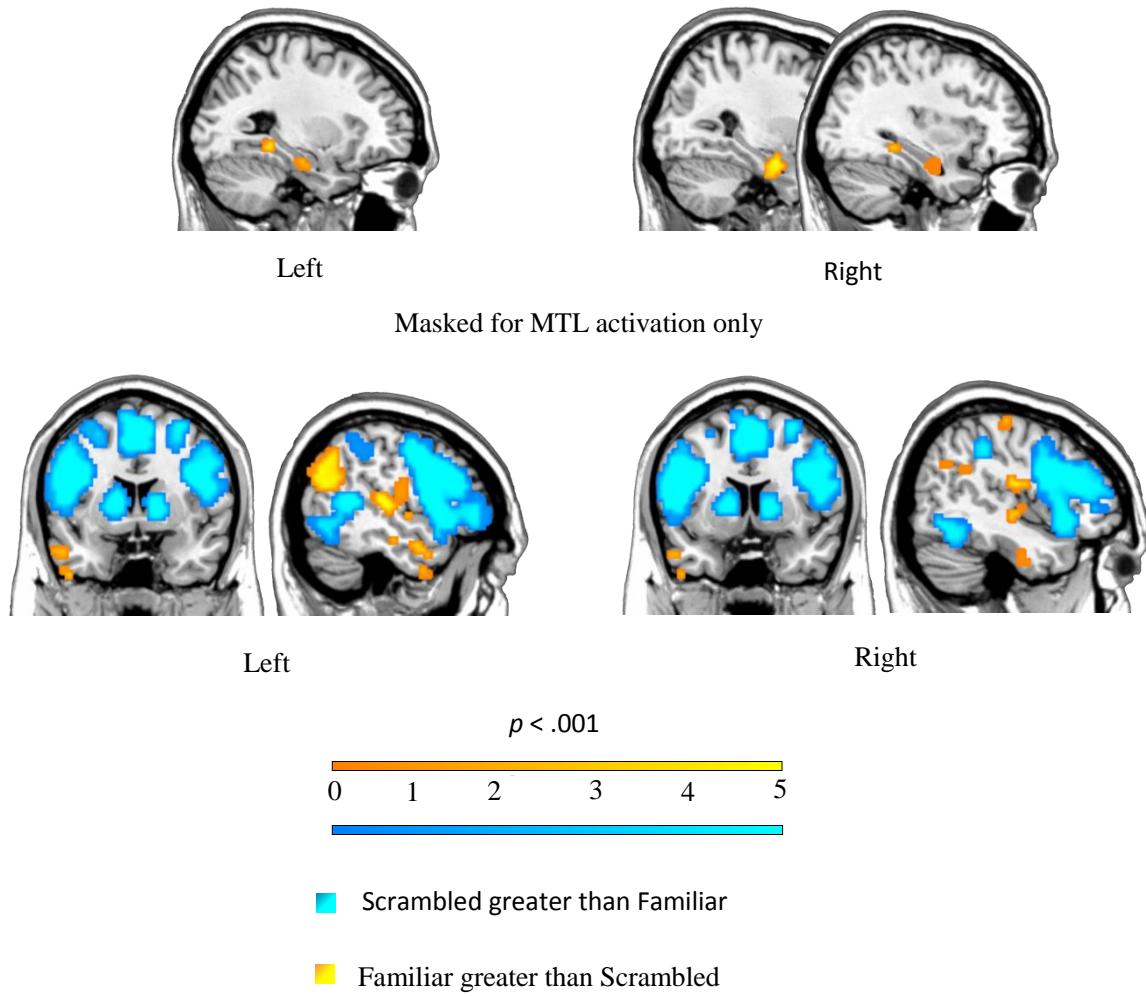 Left
Right
Masked for MTL activation only
Left
Right
p < .001
0 1 2 3 4 5
Scrambled greater than Familiar
Familiar greater than Scrambled